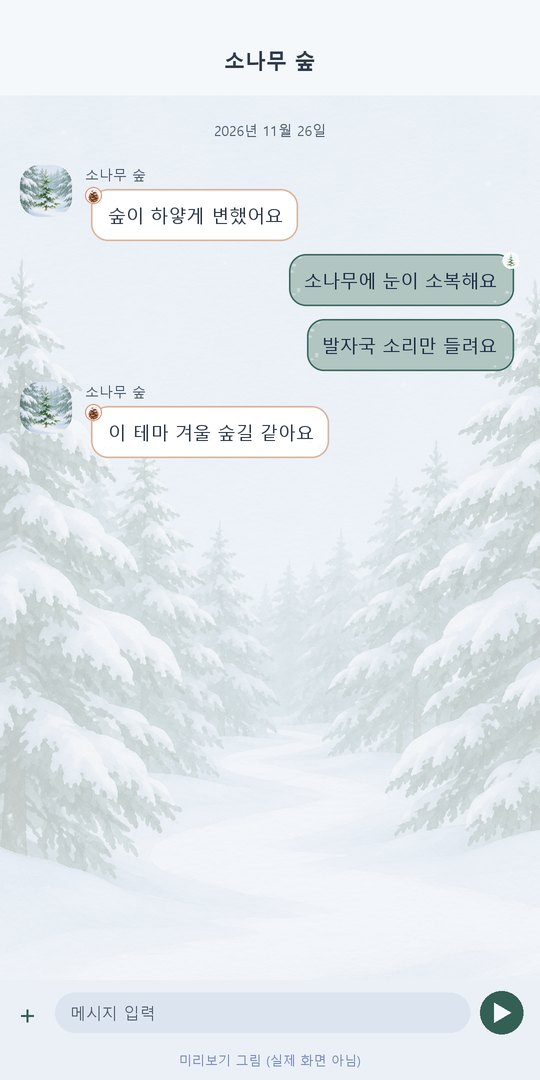 소나무 숲
2026년 11월 26일
소나무 숲
숲이 하얗게 변했어요
소나무에 눈이 소복해요
발자국 소리만 들려요
소나무 숲
이 테마 겨울 숲길 같아요
메시지 입력
미리보기 그림 (실제 화면 아님)